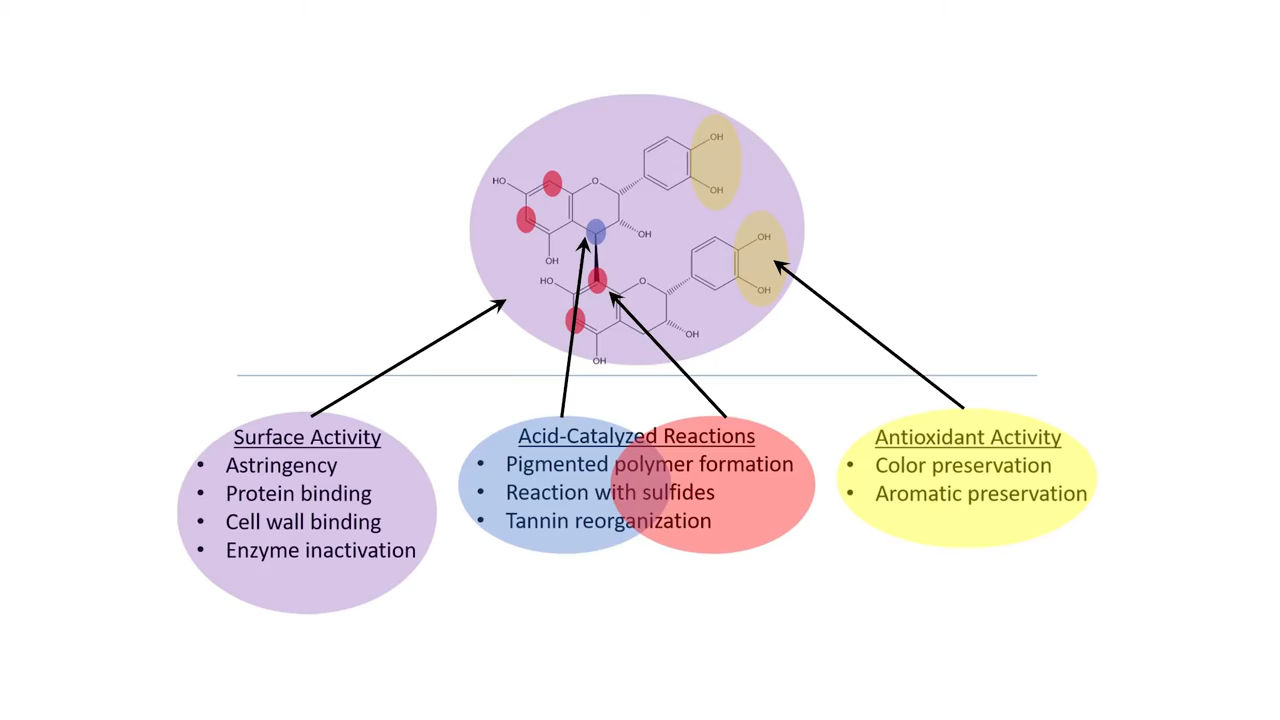 OH
HO
O
OH
OH
OH
OH
HO
O
OH
OH
OH
Surface Activity
• Astringency
• Protein binding
• Cell wall binding
• Enzyme inactivation
Acid-Catalyzed Reactions
• Pigmented polymer formation
• Reaction with sulfides
• Tannin reorganization
Antioxidant Activity
• Color preservation
• Aromatic preservation